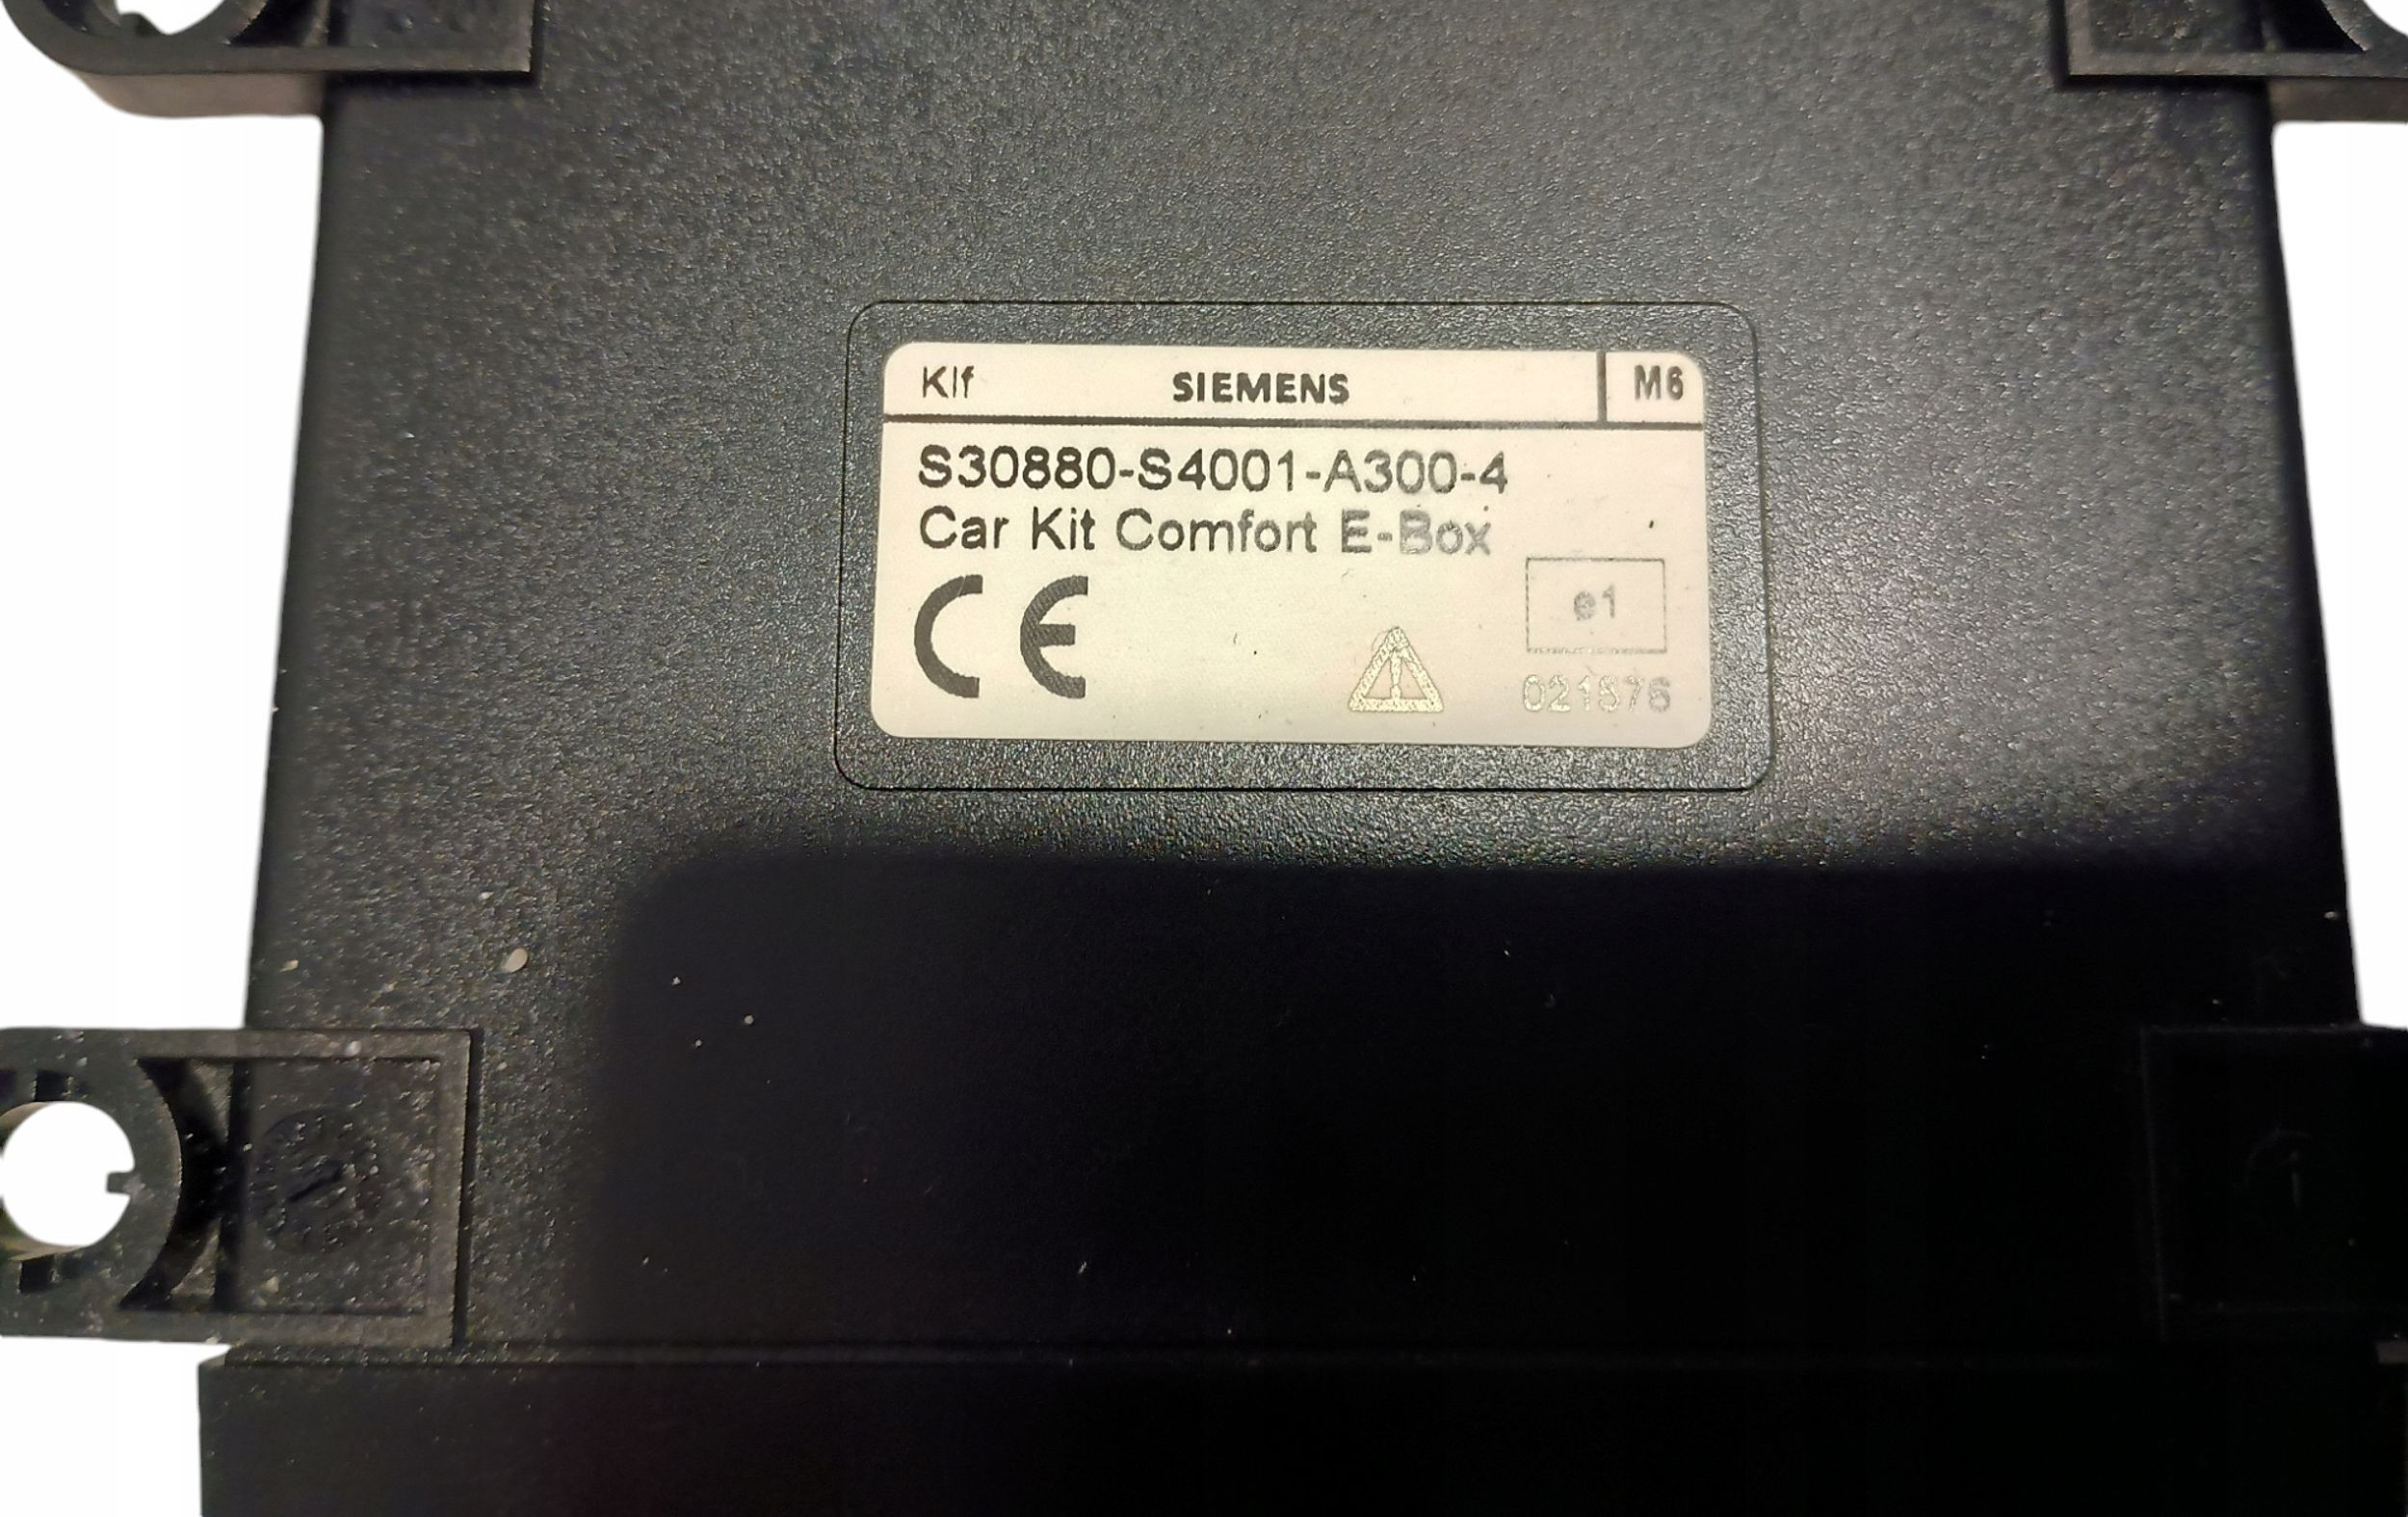 Klf SIEMENS M6
S30880-S4001-A300-4
Car Kit Comfort E-Box
CE
e1
021576